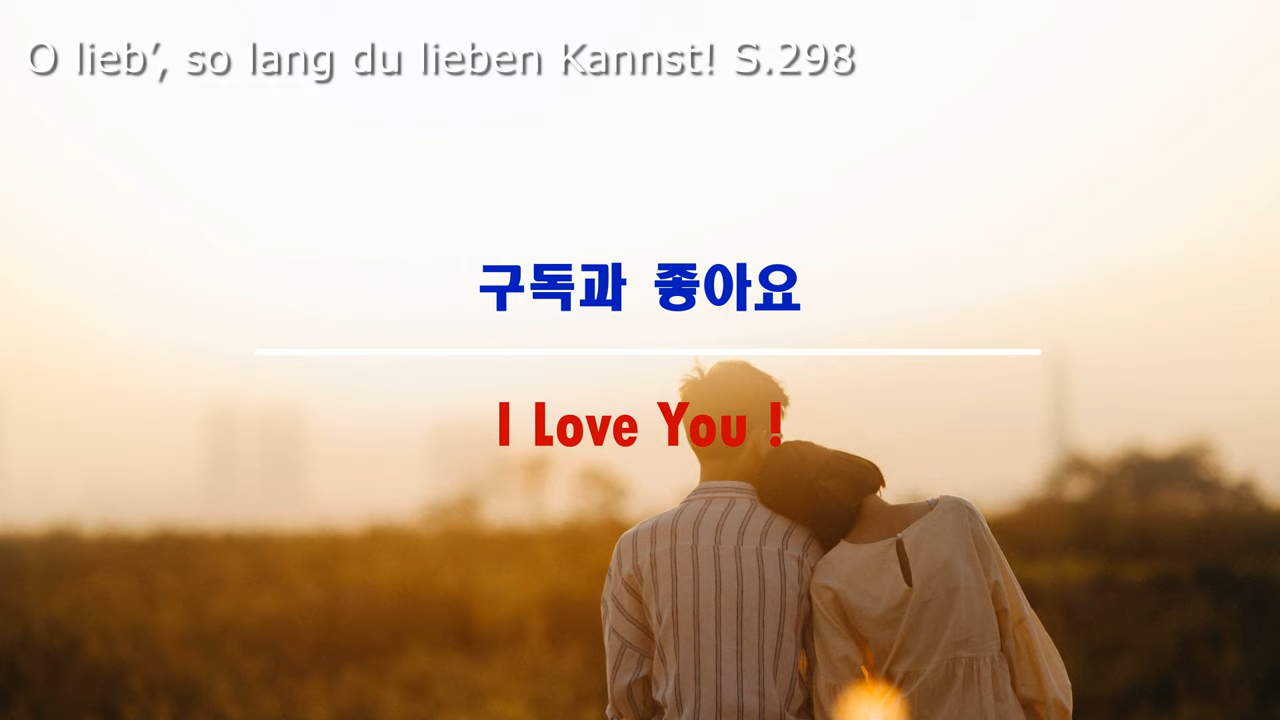 O lieb’, so lang du lieben Kannst! S.298
구독과 좋아요
I Love You !